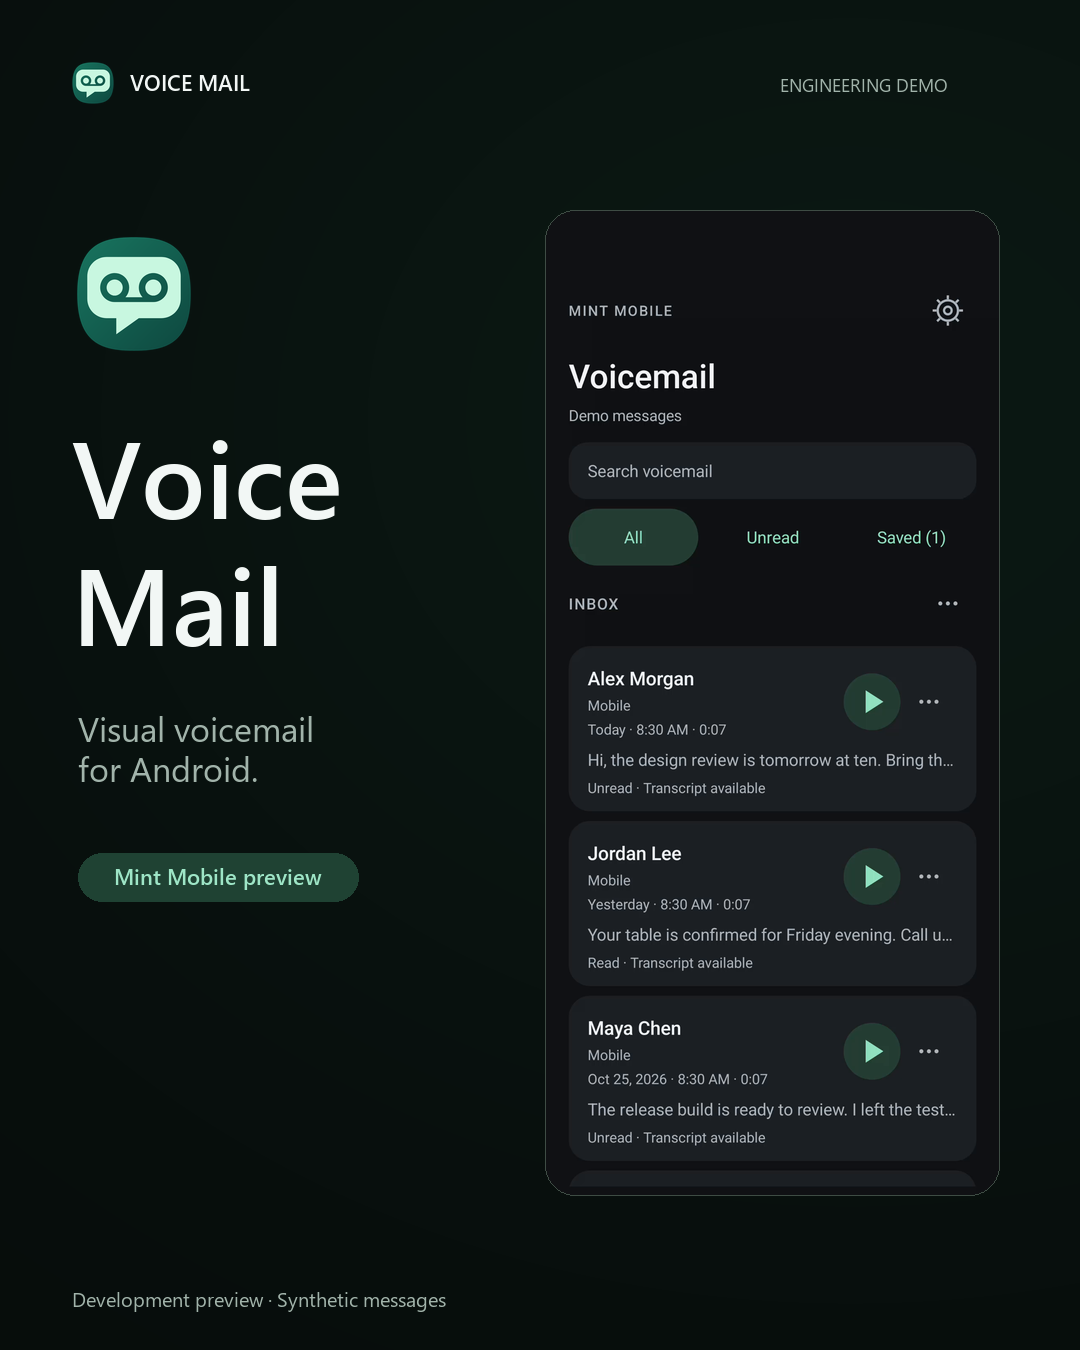 VOICE MAIL
ENGINEERING DEMO
Voice
Mail
Visual voicemail
for Android.
Mint Mobile preview
MINT MOBILE
Voicemail
Demo messages
Search voicemail
All
Unread
Saved (1)
INBOX
Alex Morgan
Mobile
Today · 8:30 AM · 0:07
Hi, the design review is tomorrow at ten. Bring th…
Unread · Transcript available
Jordan Lee
Mobile
Yesterday · 8:30 AM · 0:07
Your table is confirmed for Friday evening. Call u…
Read · Transcript available
Maya Chen
Mobile
Oct 25, 2026 · 8:30 AM · 0:07
The release build is ready to review. I left the test…
Unread · Transcript available
Development preview · Synthetic messages